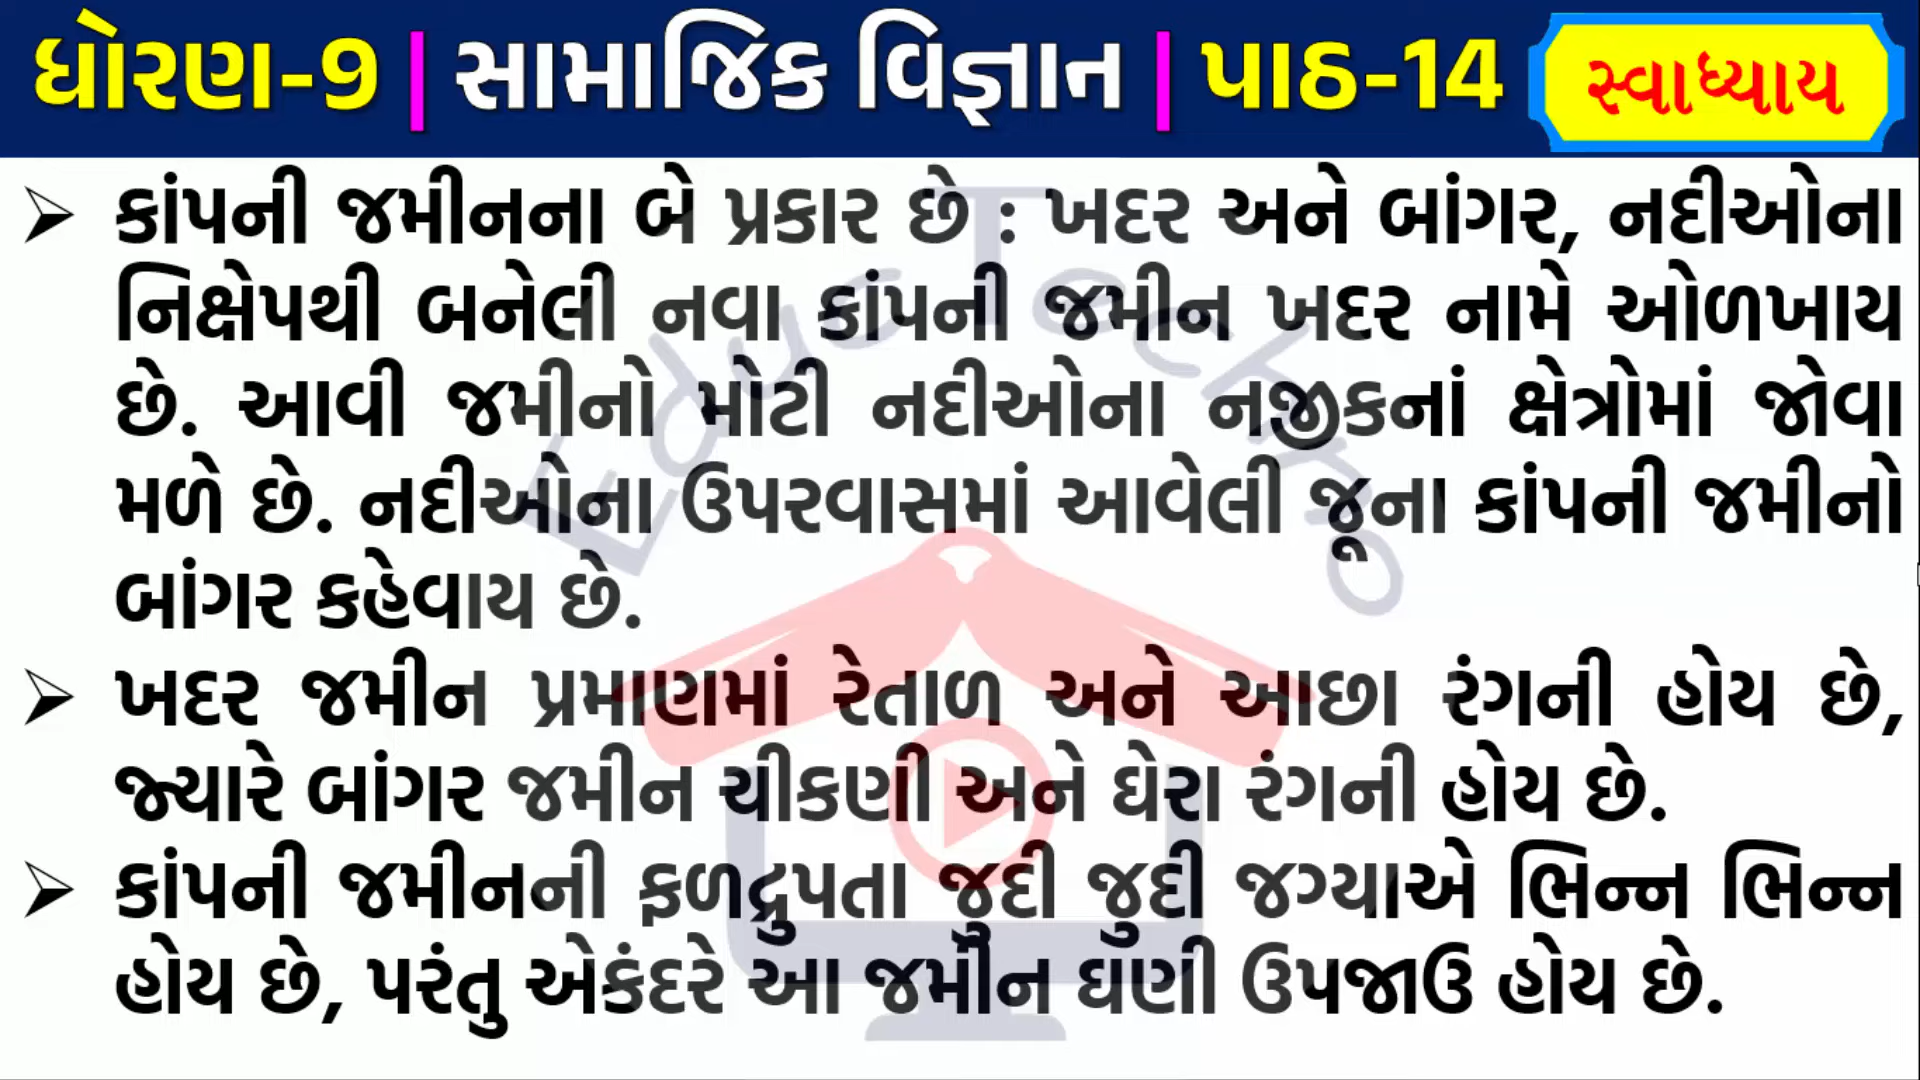 ધોરણ-9 | સામાજિક વિજ્ઞાન | પાઠ-14 સ્વાધ્યાય
➢ કાંપની જમીનના બે પ્રકાર છે : ખદર અને બાંગર, નદીઓના
નિક્ષેપથી બનેલી નવા કાંપની જમીન ખદર નામે ઓળખાય
છે. આવી જમીનો મોટી નદીઓના નજીકનાં ક્ષેત્રોમાં જોવા
મળે છે. નદીઓના ઉપરવાસમાં આવેલી જૂના કાંપની જમીનો
બાંગર કહેવાય છે.
➢ ખદર જમીન પ્રમાણમાં રેતાળ અને આછા રંગની હોય છે,
જ્યારે બાંગર જમીન ચીકણી અને ઘેરા રંગની હોય છે.
➢ કાંપની જમીનની ફળદ્રુપતા જુદી જુદી જગ્યાએ ભિન્ન ભિન્ન
હોય છે, પરંતુ એકંદરે આ જમીન ઘણી ઉપજાઉ હોય છે.
Educ Techno